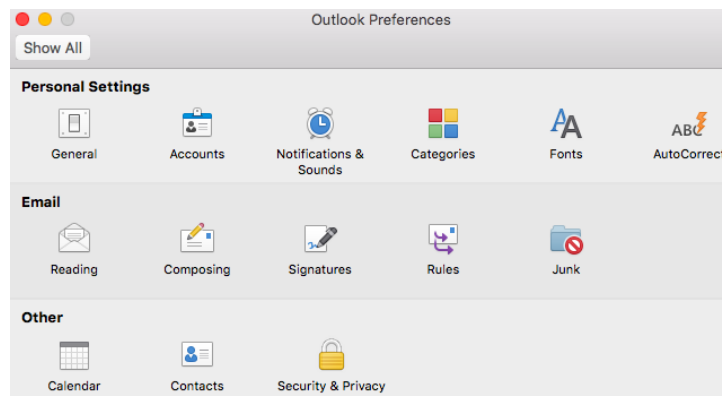 Outlook Preferences
Show All
Personal Settings
General
Accounts
Notifications &
Sounds
Categories
Fonts
ABC
AutoCorrect
Email
Reading
Composing
Signatures
Rules
Junk
Other
Calendar
Contacts
Security & Privacy